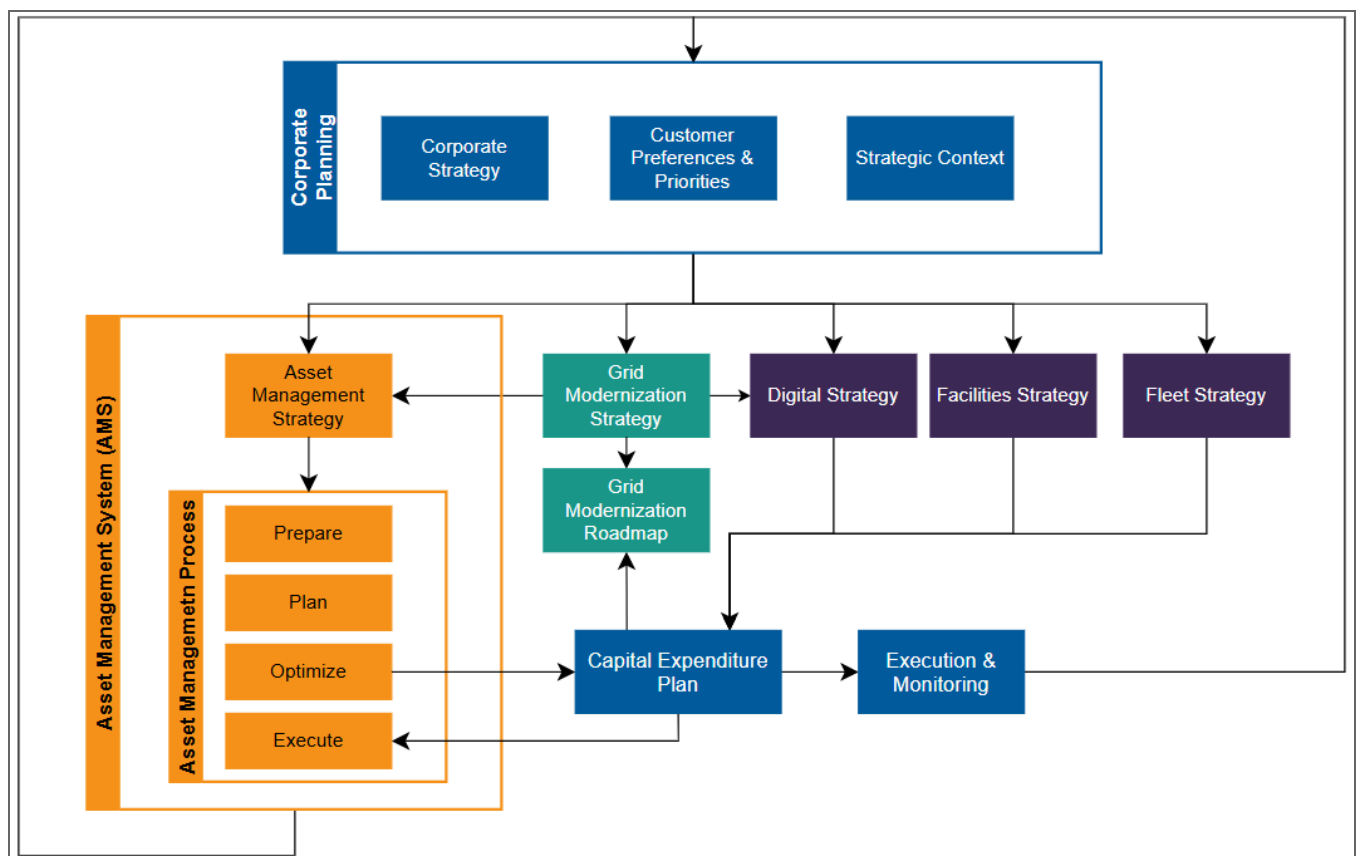 Corporate
Planning
Corporate
Strategy
Customer
Preferences &
Priorities
Strategic Context
Asset Management System (AMS)
Asset
Management
Strategy
Grid
Modernization
Strategy
Digital Strategy
Facilities Strategy
Fleet Strategy
Grid
Modernization
Roadmap
Asset Managemetn Process
Prepare
Plan
Optimize
Execute
Capital Expenditure
Plan
Execution &
Monitoring